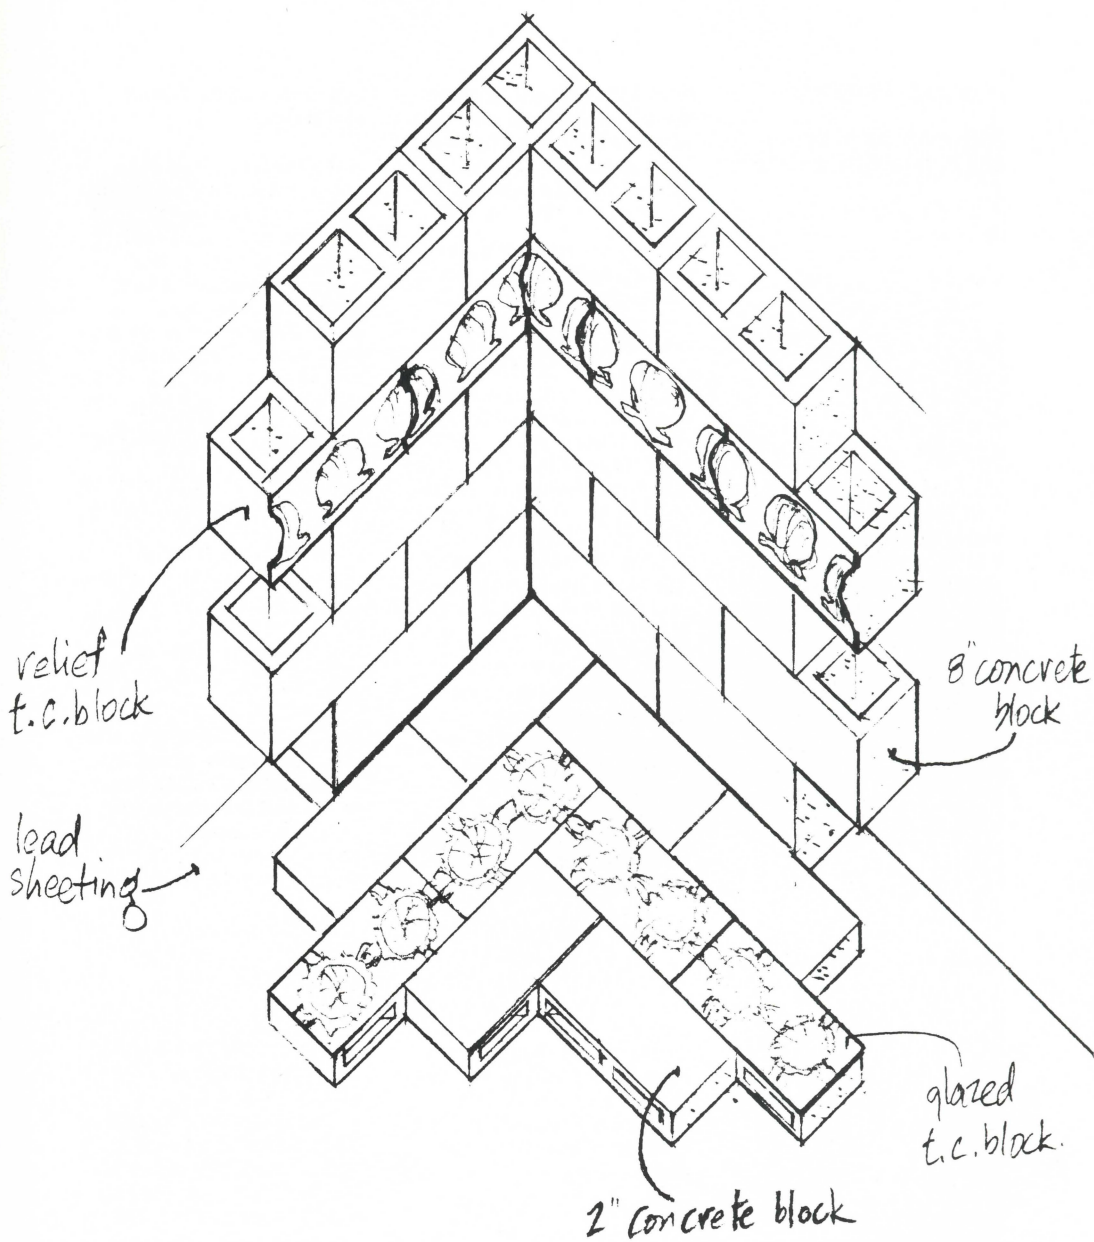 relief
t.c.block
8" concrete
block
lead
sheeting
glazed
t.c.block.
2" concrete block